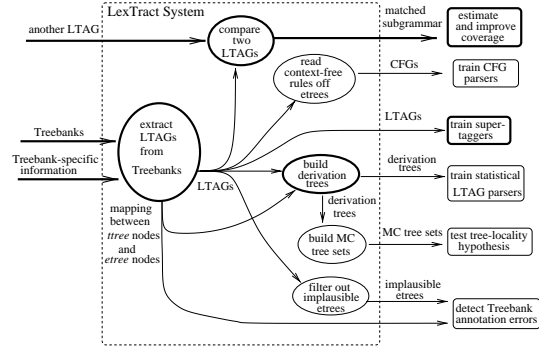 LexTract System
another LTAG
compare
two
LTAGs
matched
subgrammar
estimate
and improve
coverage
read
context-free
rules off
etrees
CFGs
train CFG
parsers
Treebanks
Treebank-specific
information
extract
LTAGs
from
Treebanks
LTAGs
LTAGs
train super-
taggers
build
derivation
trees
derivation
trees
train statistical
LTAG parsers
mapping
between
ttree nodes
and
etree nodes
derivation
trees
build MC
tree sets
MC tree sets
test tree-locality
hypothesis
filter out
implausible
etrees
implausible
etrees
detect Treebank
annotation errors